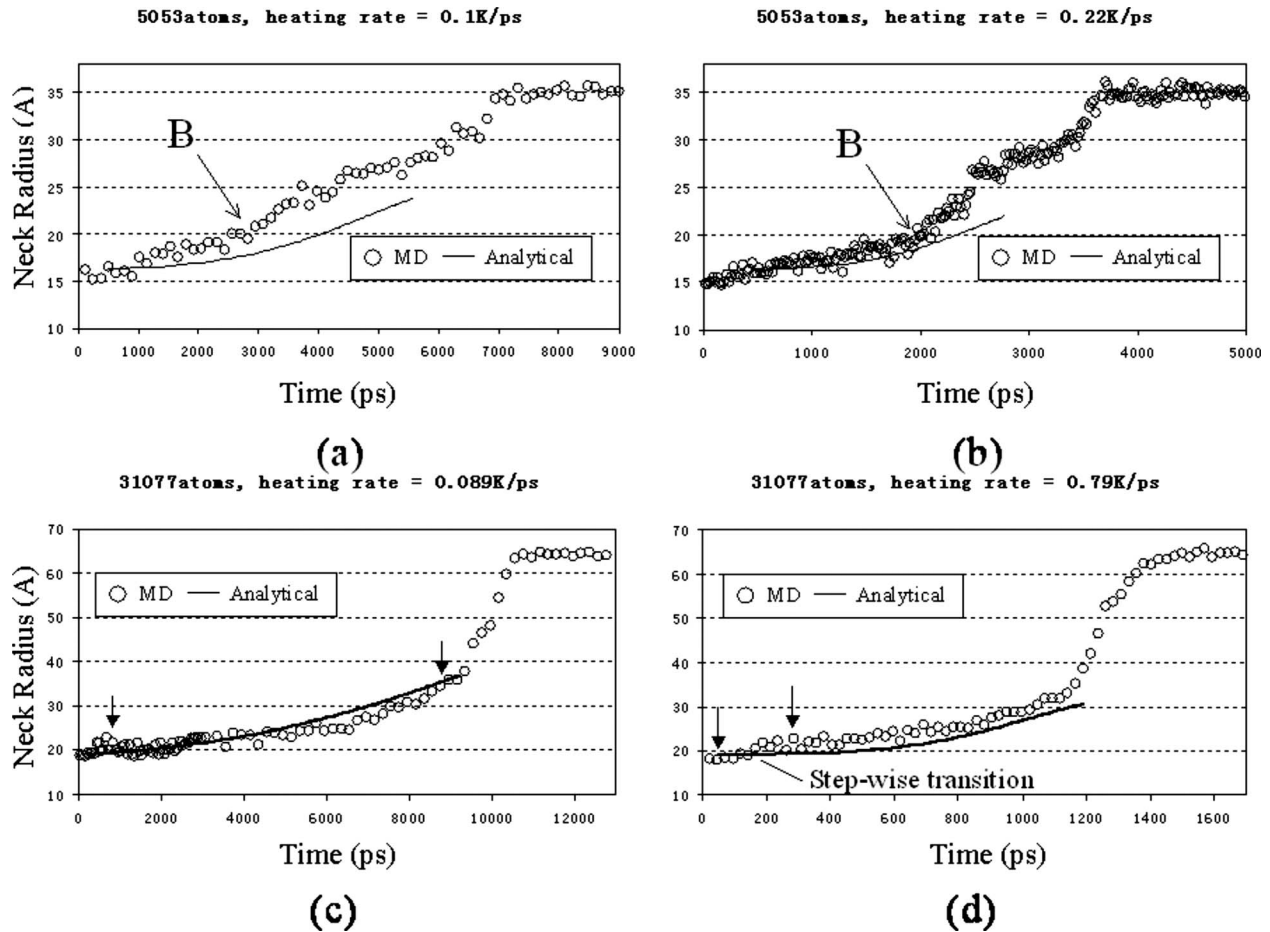 5053atoms, heating rate = 0.1K/ps
35
30
25
20
15
10
Neck Radius (A)
B
MD Analytical
0 1000 2000 3000 4000 5000 6000 7000 8000 9000
Time (ps)
(a)
5053atoms, heating rate = 0.22K/ps
35
30
25
20
15
10
B
MD Analytical
0 1000 2000 3000 4000 5000
Time (ps)
(b)
31077atoms, heating rate = 0.089K/ps
70
60
50
40
30
20
10
Neck Radius (A)
MD Analytical
0 2000 4000 6000 8000 10000 12000
Time (ps)
(c)
31077atoms, heating rate = 0.79K/ps
70
60
50
40
30
20
10
MD Analytical
Step-wise transition
0 200 400 600 800 1000 1200 1400 1600
Time (ps)
(d)